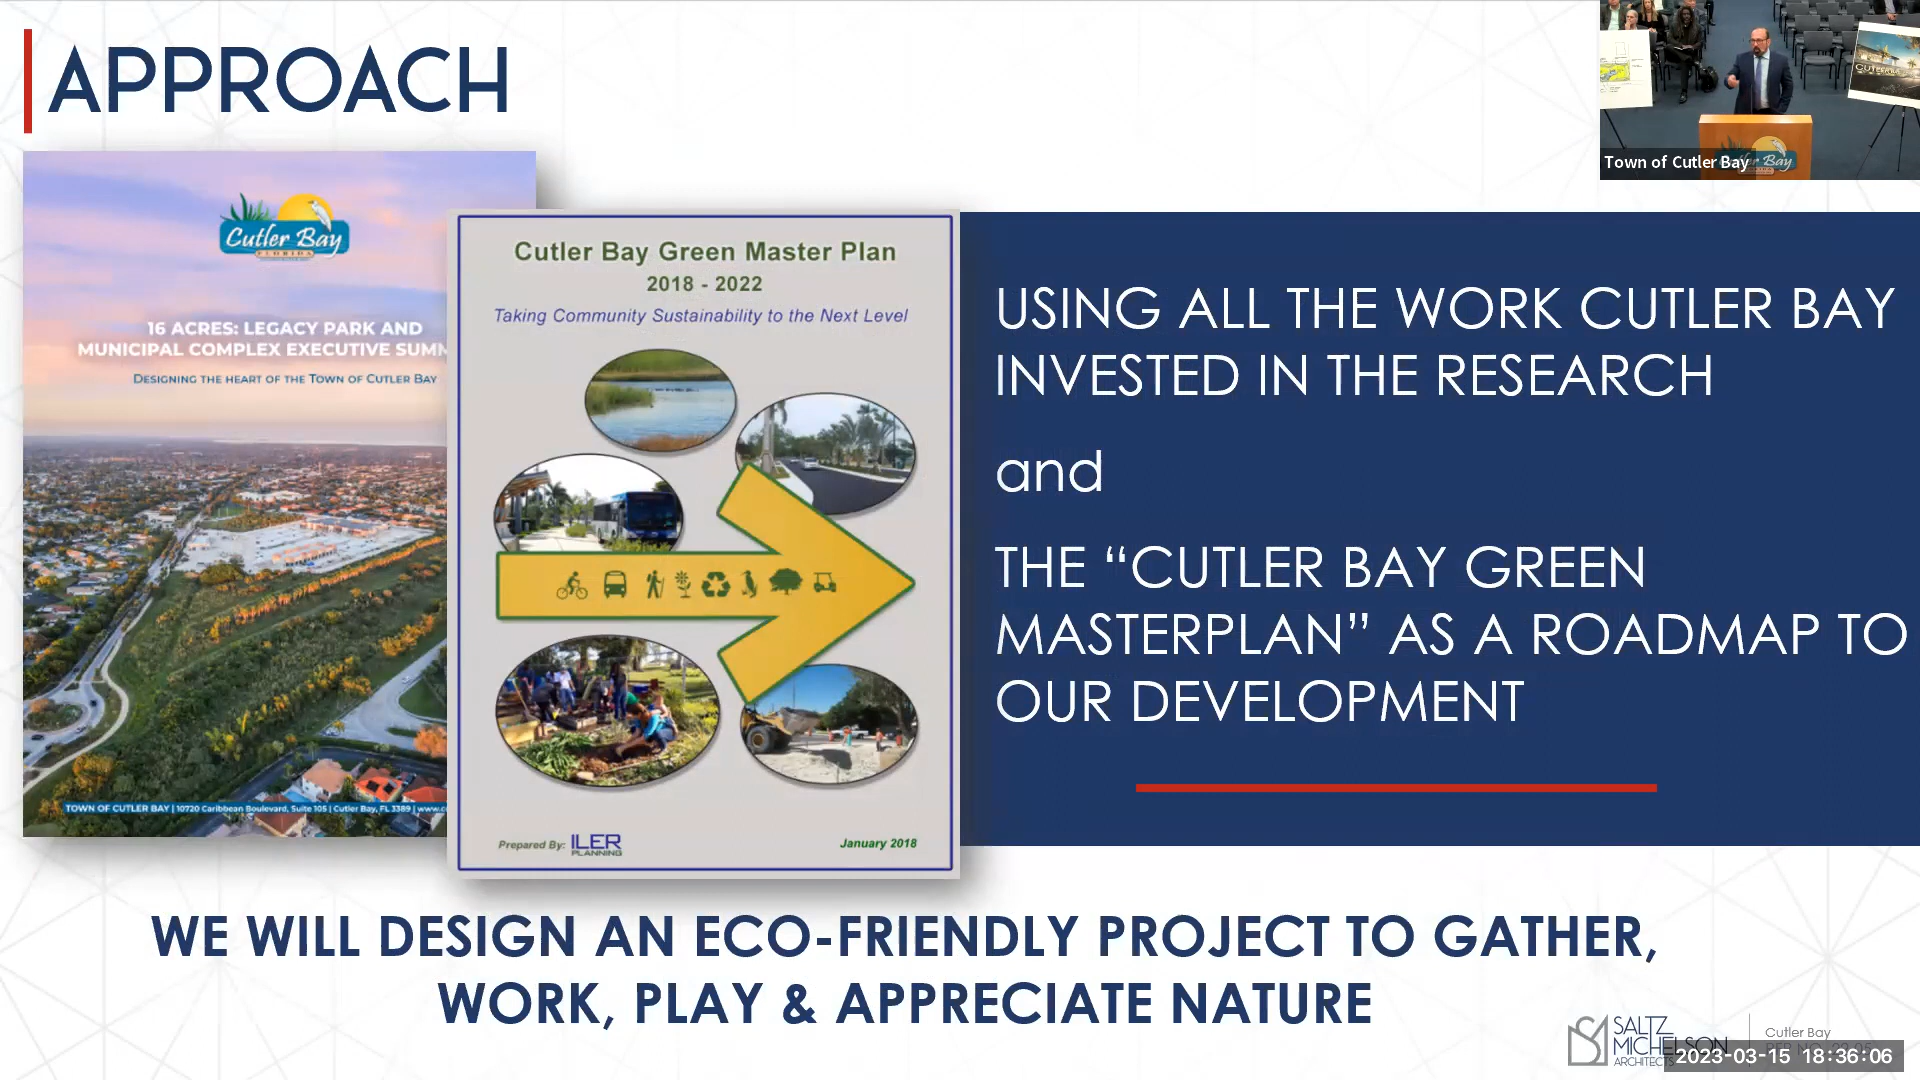 APPROACH
Town of Cutler Bay
Cutler Bay
FLORIDA
16 ACRES: LEGACY PARK AND
MUNICIPAL COMPLEX EXECUTIVE SUMM
DESIGNING THE HEART OF THE TOWN OF CUTLER BAY
TOWN OF CUTLER BAY | 10720 Caribbean Boulevard, Suite 105 | Cutler Bay, FL 3389 | www.c
Cutler Bay Green Master Plan
2018 - 2022
Taking Community Sustainability to the Next Level
Prepared By: ILER
PLANNING
January 2018
USING ALL THE WORK CUTLER BAY
INVESTED IN THE RESEARCH
and
THE “CUTLER BAY GREEN
MASTERPLAN” AS A ROADMAP TO
OUR DEVELOPMENT
WE WILL DESIGN AN ECO-FRIENDLY PROJECT TO GATHER,
WORK, PLAY & APPRECIATE NATURE
SALTZ
MICHELSON
ARCHITECTS
Cutler Bay
2023-03-15 18:36:06